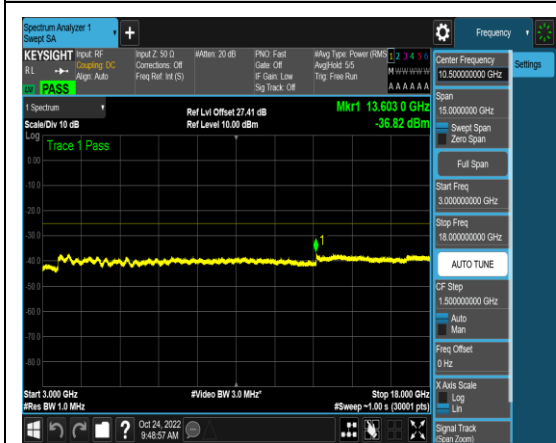 Spectrum Analyzer 1
Swept SA
Frequency
KEYSIGHT
RL
PASS
Input: RF
Coupling: DC
Align: Auto
Input Z: 50 Ω
Corrections: Off
Freq Ref: Int (S)
#Atten: 20 dB
PNO: Fast
Gate: Off
IF Gain: Low
Sig Track: Off
#Avg Type: Power (RMS
Avg|Hold: 5/5
Trig: Free Run
1 2 3 4 5 6
M W W W W W
A A A A A A
1 Spectrum
Scale/Div 10 dB
Ref Lvl Offset 27.41 dB
Ref Level 10.00 dBm
Mkr1 13.603 0 GHz
-36.82 dBm
Log
Trace 1 Pass
0.00
-10.0
-20.0
-30.0
-40.0
-50.0
-60.0
-70.0
-80.0
1
Start 3.000 GHz
#Res BW 1.0 MHz
#Video BW 3.0 MHz*
Stop 18.000 GHz
#Sweep ~1.00 s (30001 pts)
Oct 24, 2022
9:48:57 AM
Center Frequency
10.500000000 GHz
Span
15.0000000 GHz
Swept Span
Zero Span
Full Span
Start Freq
3.000000000 GHz
Stop Freq
18.000000000 GHz
AUTO TUNE
CF Step
1.500000000 GHz
Auto
Man
Freq Offset
0 Hz
X Axis Scale
Log
Lin
Signal Track
(Span Zoom)
Settings